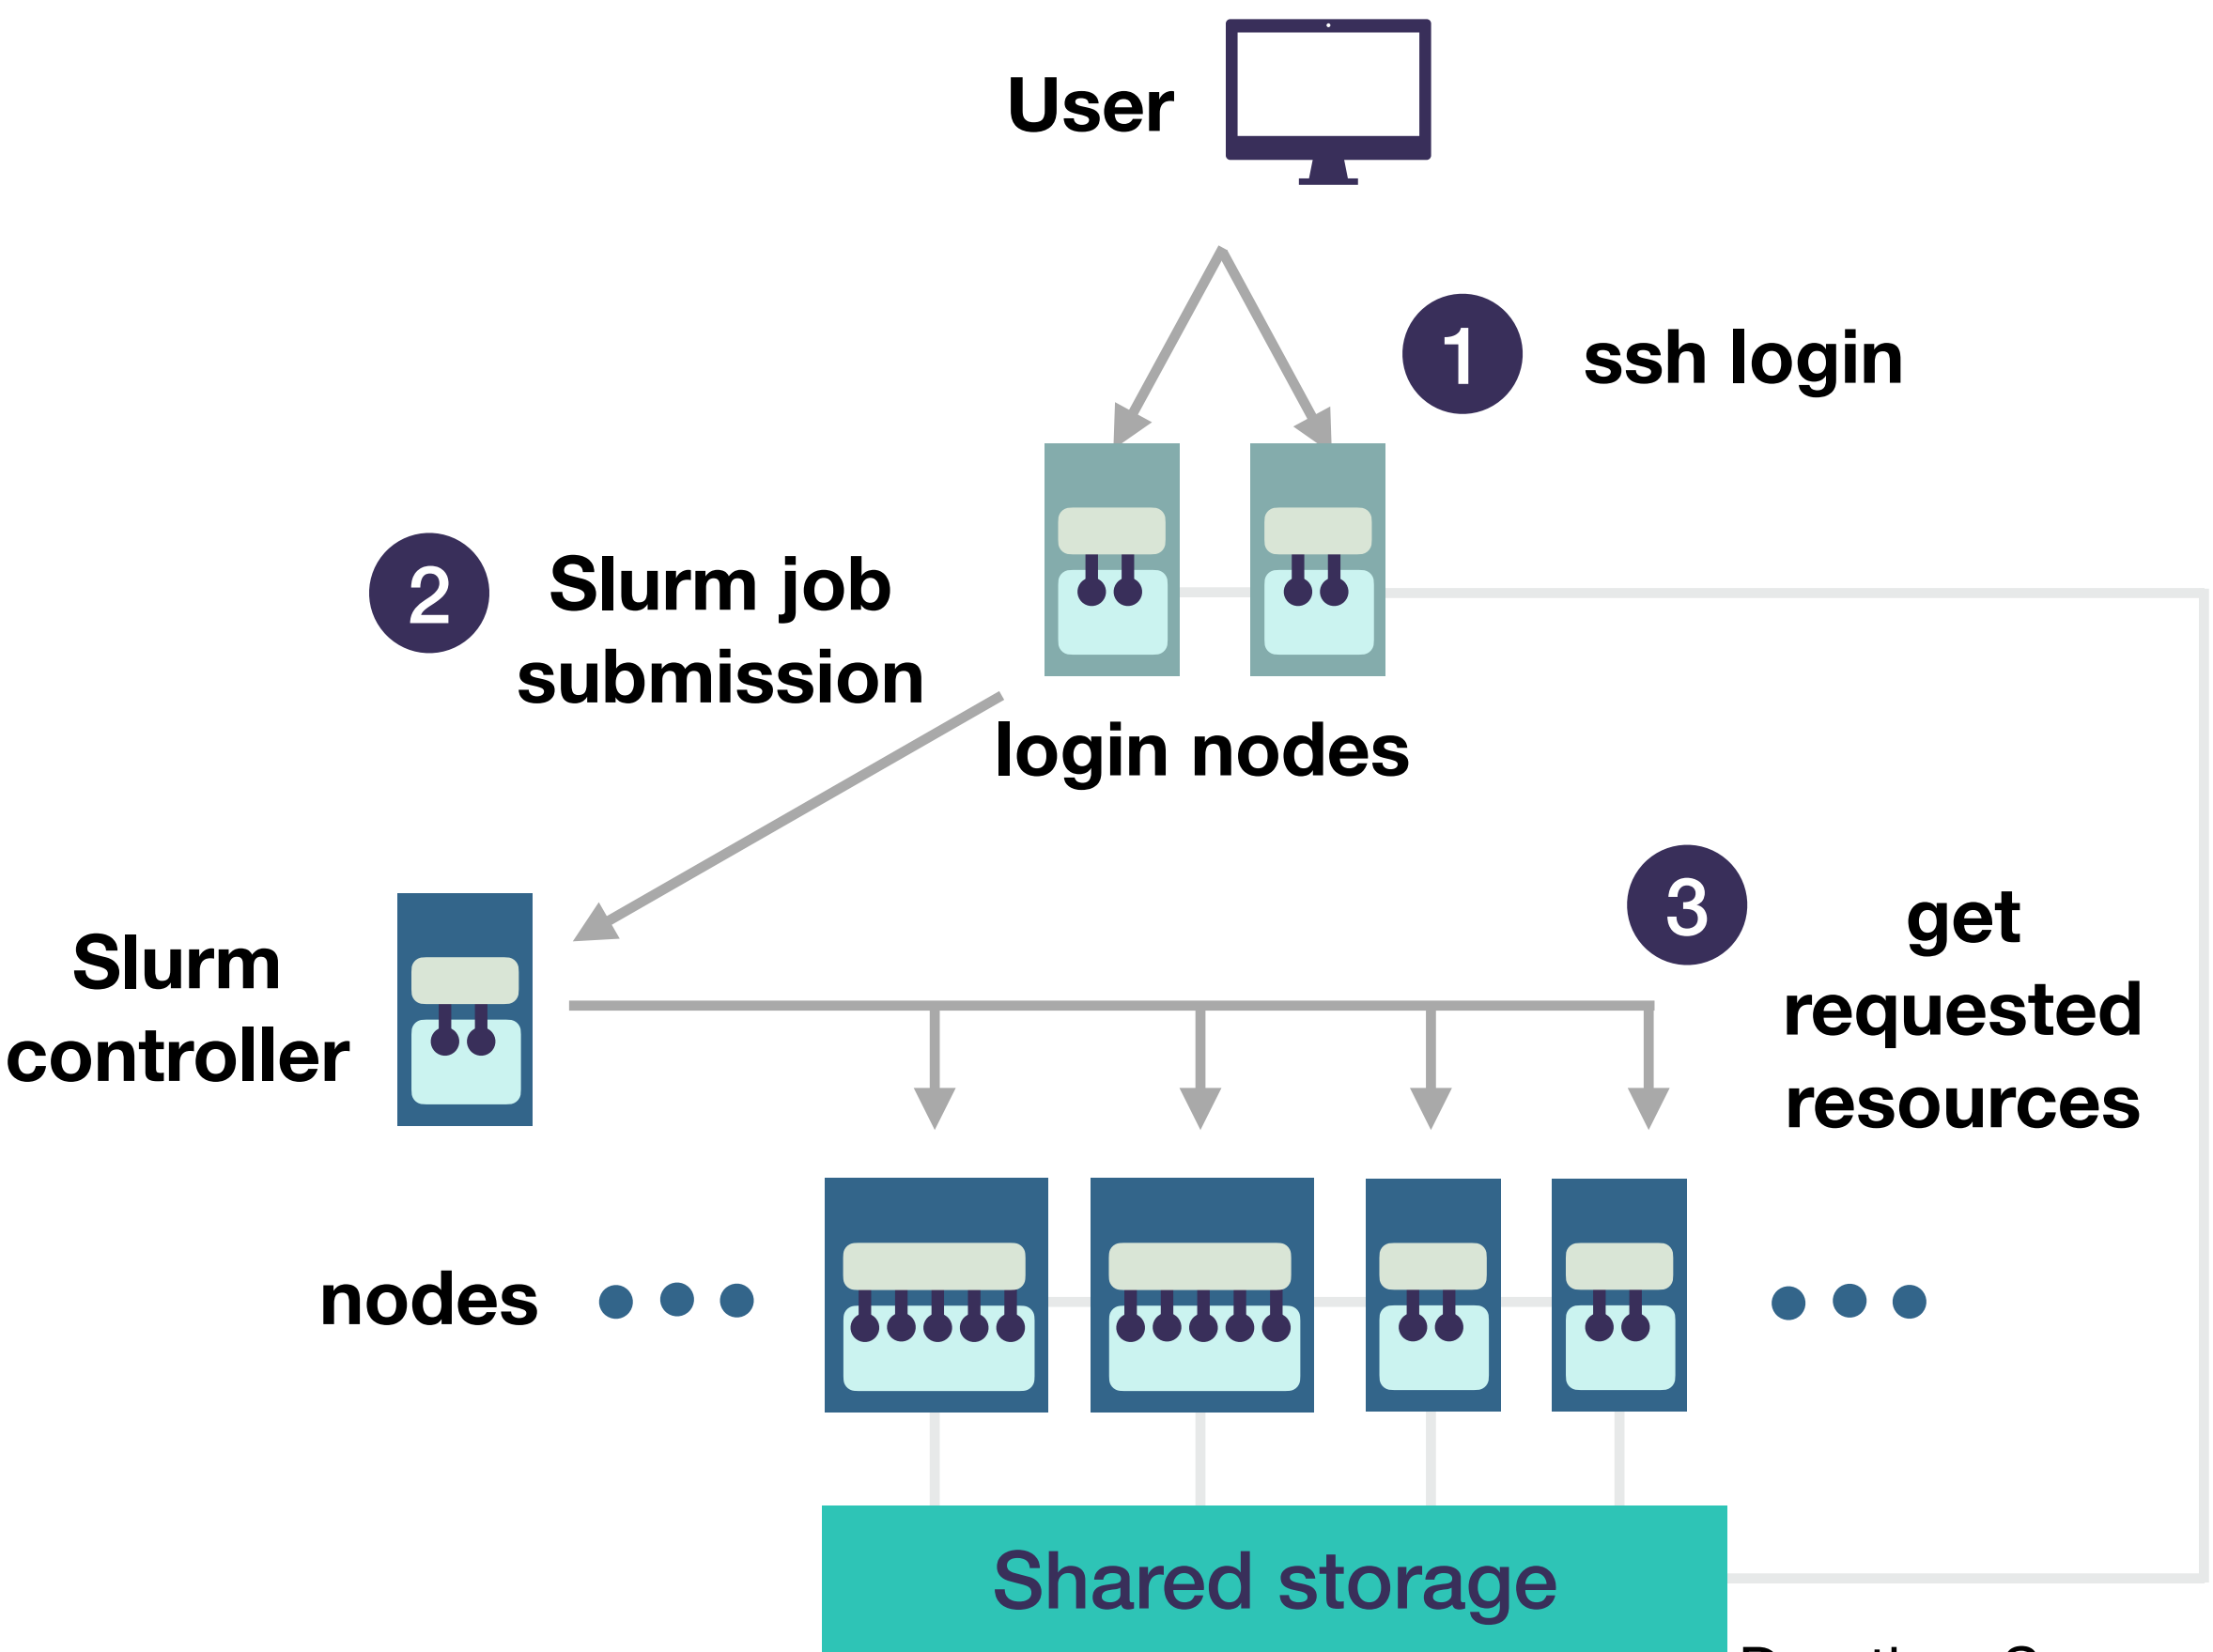 User
1
ssh login
2
Slurm job
submission
login nodes
3
get
requested
resources
Slurm
controller
nodes
Shared storage